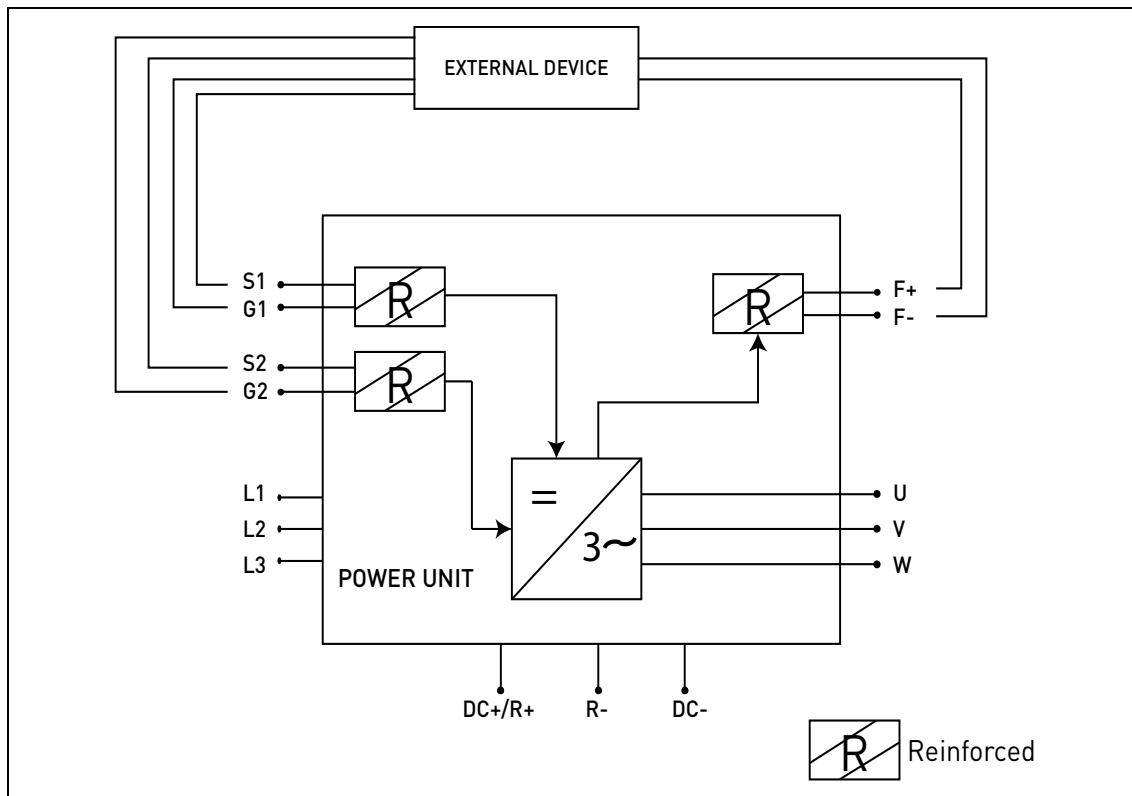 EXTERNAL DEVICE
S1
R
R
F+
G1
F-
S2
R
G2
L1
=
U
L2
3~
V
L3
POWER UNIT
W
DC+/R+
R-
DC-
R
Reinforced